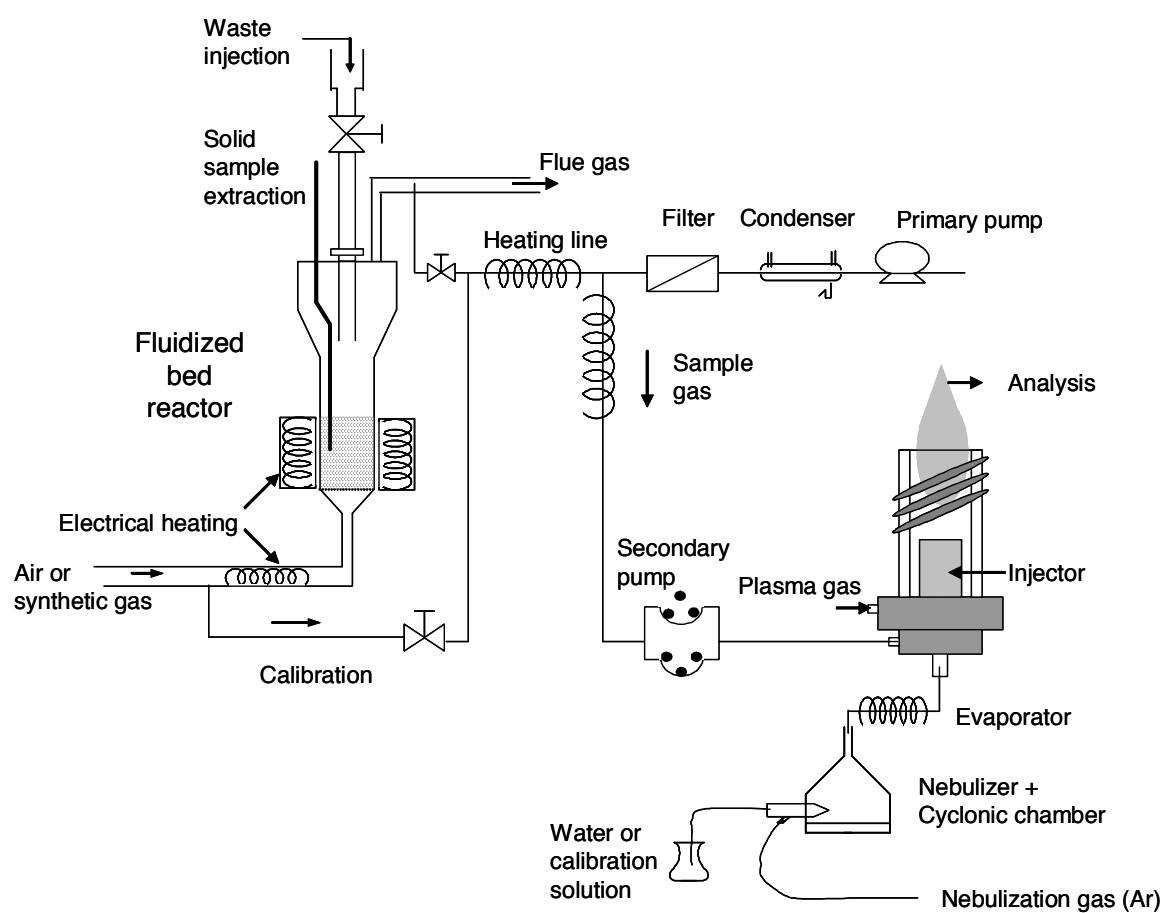 Waste
injection
Solid
sample
extraction
Flue gas
Heating line
Filter
Condenser
Primary pump
Fluidized
bed
reactor
Sample
gas
Analysis
Electrical heating
Air or
synthetic gas
Secondary
pump
Plasma gas
Injector
Calibration
Evaporator
Nebulizer +
Cyclonic chamber
Water or
calibration
solution
Nebulization gas (Ar)